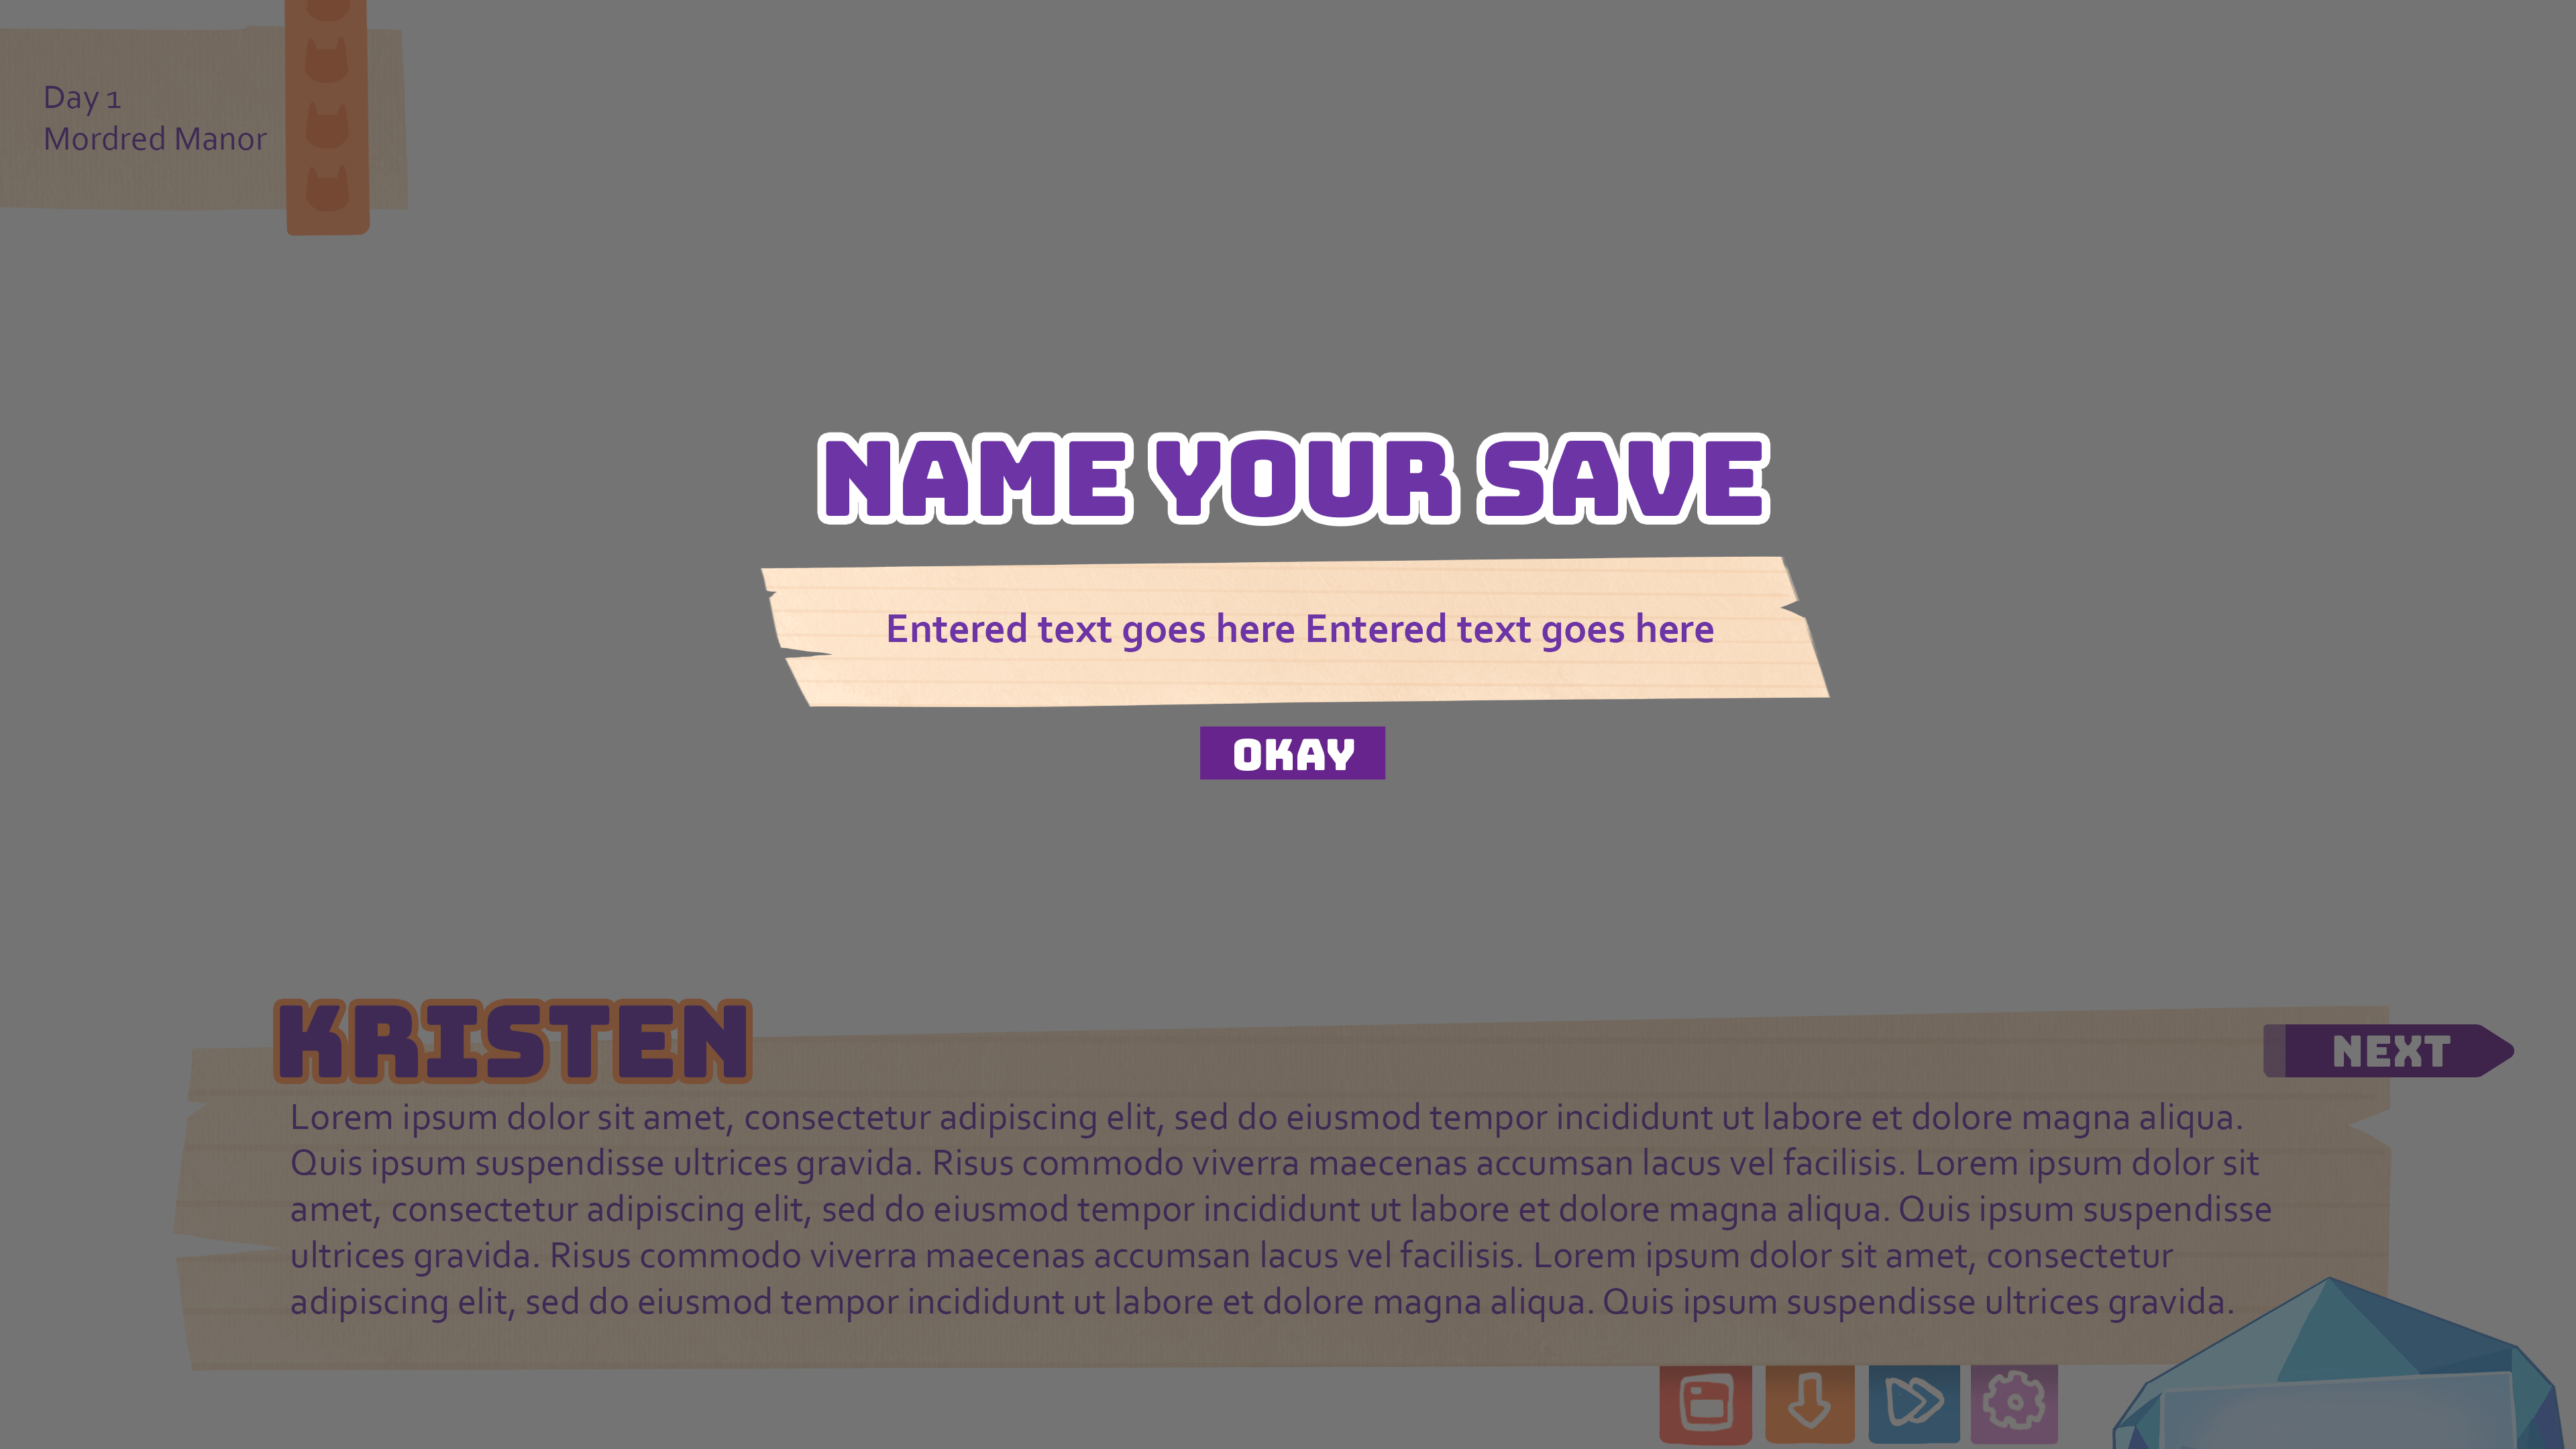 Day 1
Mordred Manor
NAME YOUR SAVE
Entered text goes here Entered text goes here
OKAY
KRISTEN
NEXT
Lorem ipsum dolor sit amet, consectetur adipiscing elit, sed do eiusmod tempor incididunt ut labore et dolore magna aliqua.
Quis ipsum suspendisse ultrices gravida. Risus commodo viverra maecenas accumsan lacus vel facilisis. Lorem ipsum dolor sit
amet, consectetur adipiscing elit, sed do eiusmod tempor incididunt ut labore et dolore magna aliqua. Quis ipsum suspendisse
ultrices gravida. Risus commodo viverra maecenas accumsan lacus vel facilisis. Lorem ipsum dolor sit amet, consectetur
adipiscing elit, sed do eiusmod tempor incididunt ut labore et dolore magna aliqua. Quis ipsum suspendisse ultrices gravida.